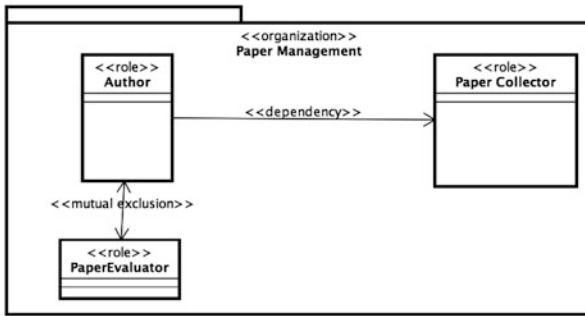 <<organization>>
Paper Management
<<role>>
Author
<<role>>
Paper Collector
<<dependency>>
<<mutual exclusion>>
<<role>>
PaperEvaluator